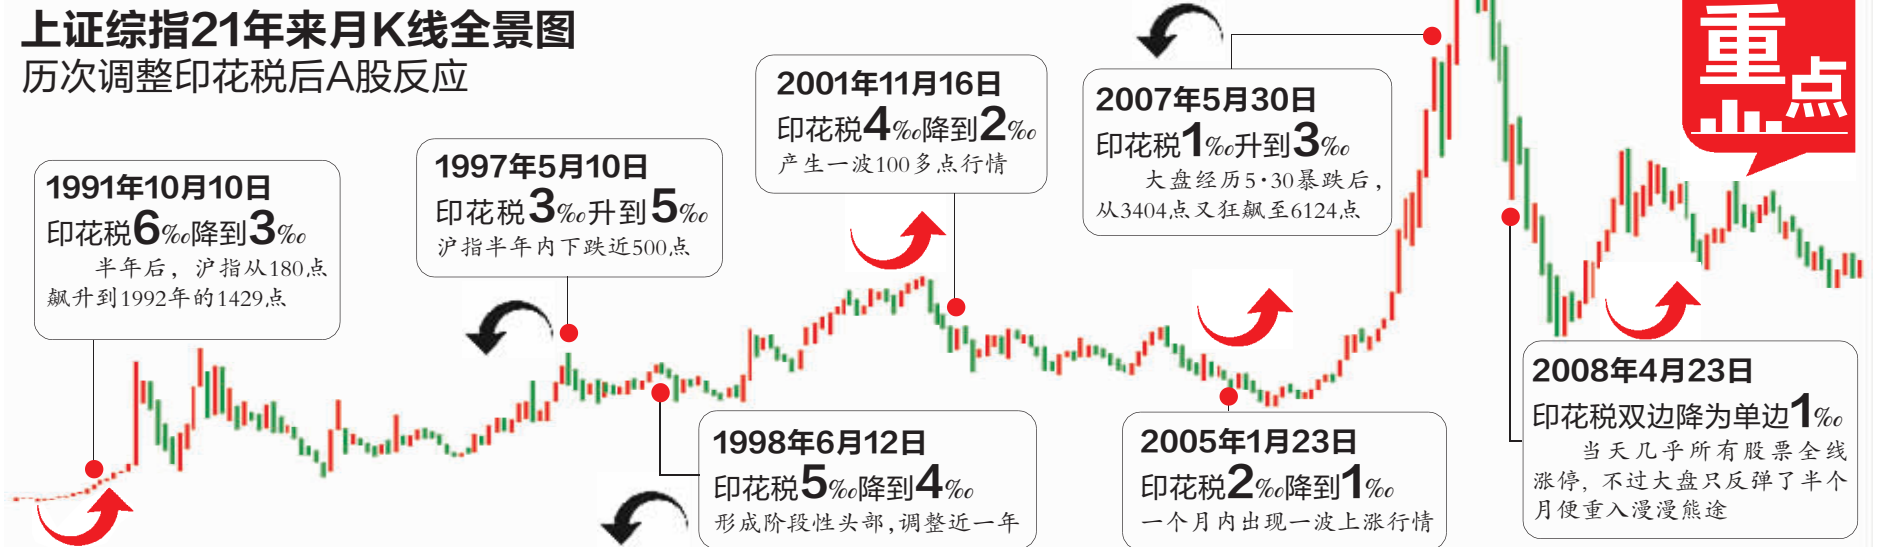 上证综指21年来月K线全景图
历次调整印花税后A股反应
1991年10月10日
印花税6‰降到3‰
半年后，沪指从180点
飙升到1992年的1429点
1997年5月10日
印花税3‰升到5‰
沪指半年内下跌近500点
1998年6月12日
印花税5‰降到4‰
形成阶段性头部,调整近一年
2001年11月16日
印花税4‰降到2‰
产生一波100多点行情
2005年1月23日
印花税2‰降到1‰
一个月内出现一波上涨行情
2007年5月30日
印花税1‰升到3‰
大盘经历5·30暴跌后，
从3404点又狂飙至6124点
2008年4月23日
印花税双边降为单边1‰
当天几乎所有股票全线
涨停，不过大盘只反弹了半个
月便重入漫漫熊途
重点